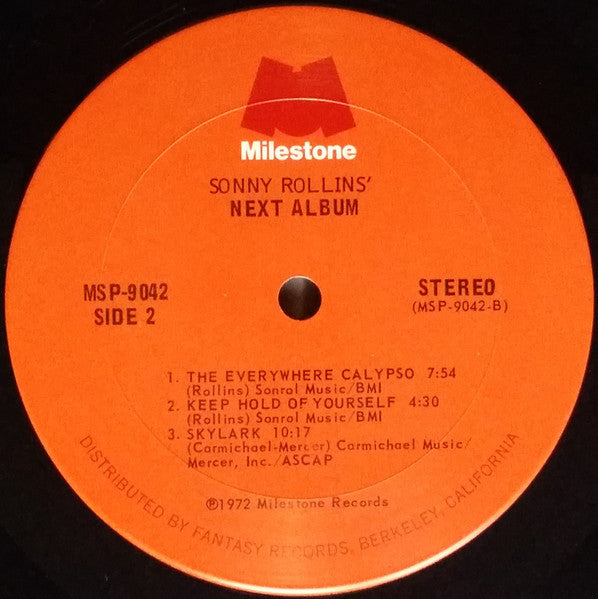 Milestone
SONNY ROLLINS'
NEXT ALBUM
MSP-9042
SIDE 2
STEREO
(MSP-9042-B)
1. THE EVERYWHERE CALYPSO 7:54
(Rollins) Sonrol Music/BMI
2. KEEP HOLD OF YOURSELF 4:30
(Rollins) Sonrol Music/BMI
3. SKYLARK 10:17
(Carmichael-Mercer) Carmichael Music/
Mercer, Inc./ASCAP
℗1972 Milestone Records
DISTRIBUTED BY FANTASY RECORDS, BERKELEY, CALIFORNIA